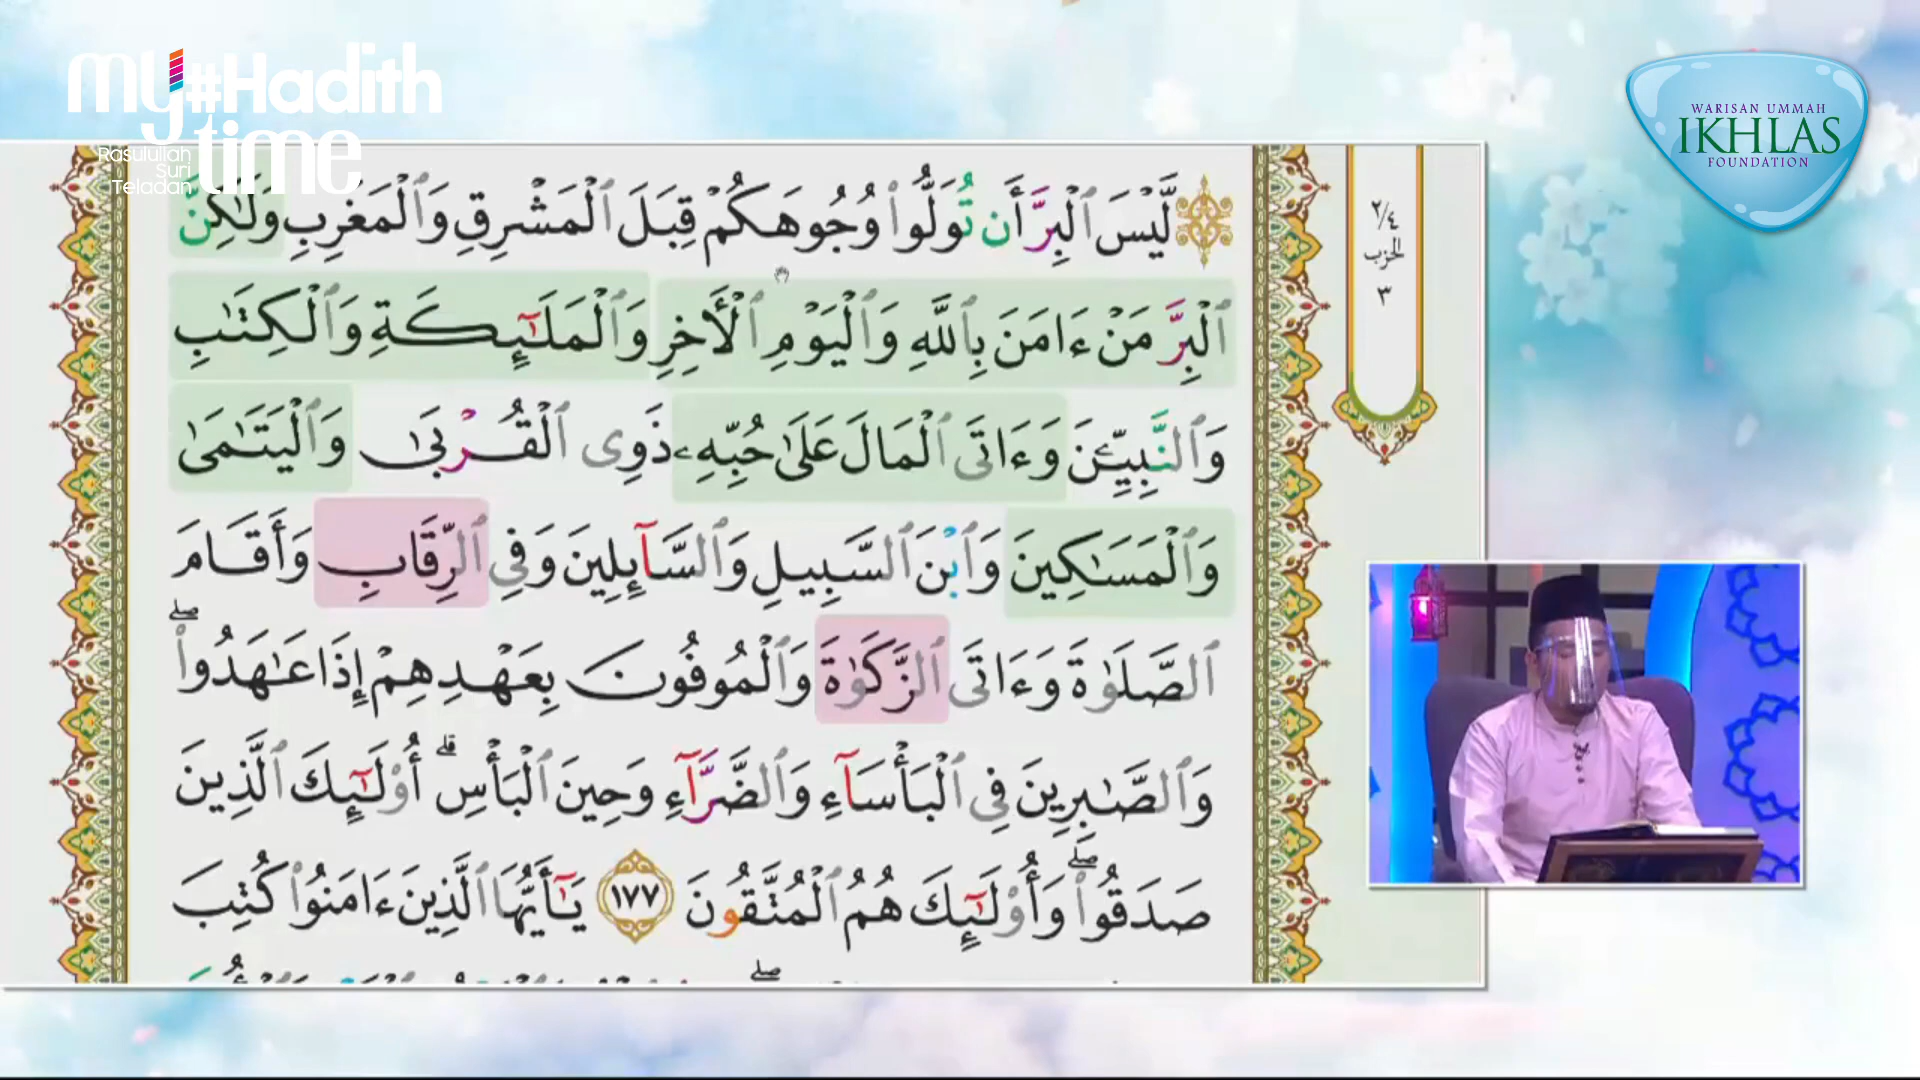 my#Hadith
time
Rasulullah
Suri
Teladan
WARISAN UMMAH
IKHLAS
FOUNDATION
٢/٤
الحزب
٣
لَّيْسَ ٱلْبِرَّ أَن تُوَلُّوا۟ وُجُوهَكُمْ قِبَلَ ٱلْمَشْرِقِ وَٱلْمَغْرِبِ وَلَـٰكِنَّ
ٱلْبِرَّ مَنْ ءَامَنَ بِٱللَّهِ وَٱلْيَوْمِ ٱلْأَخِرِ وَٱلْمَلَـٰٓئِكَةِ وَٱلْكِتَـٰبِ
وَٱلنَّبِيِّـۧنَ وَءَاتَى ٱلْمَالَ عَلَىٰ حُبِّهِۦ ذَوِى ٱلْقُرْبَىٰ وَٱلْيَتَـٰمَىٰ
وَٱلْمَسَـٰكِينَ وَٱبْنَ ٱلسَّبِيلِ وَٱلسَّآئِلِينَ وَفِى ٱلرِّقَابِ وَأَقَامَ
ٱلصَّلَوٰةَ وَءَاتَى ٱلزَّكَوٰةَ وَٱلْمُوفُونَ بِعَهْدِهِمْ إِذَا عَـٰهَدُوا۟ ۖ
وَٱلصَّـٰبِرِينَ فِى ٱلْبَأْسَآءِ وَٱلضَّرَّآءِ وَحِينَ ٱلْبَأْسِ ۗ أُو۟لَـٰٓئِكَ ٱلَّذِينَ
صَدَقُوا۟ ۖ وَأُو۟لَـٰٓئِكَ هُمُ ٱلْمُتَّقُونَ ١٧٧ يَـٰٓأَيُّهَا ٱلَّذِينَ ءَامَنُوا۟ كُتِبَ